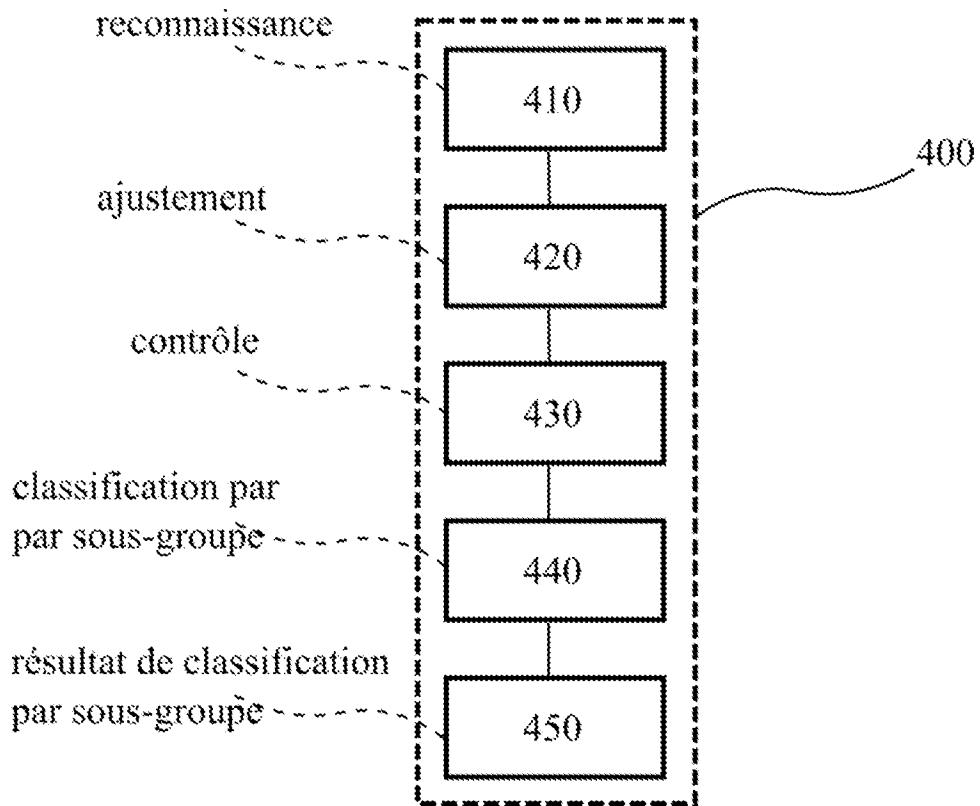 reconnaissance
410
400
ajustement
420
contrôle
430
classification par
par sous-groupe
440
résultat de classification
par sous-groupe
450